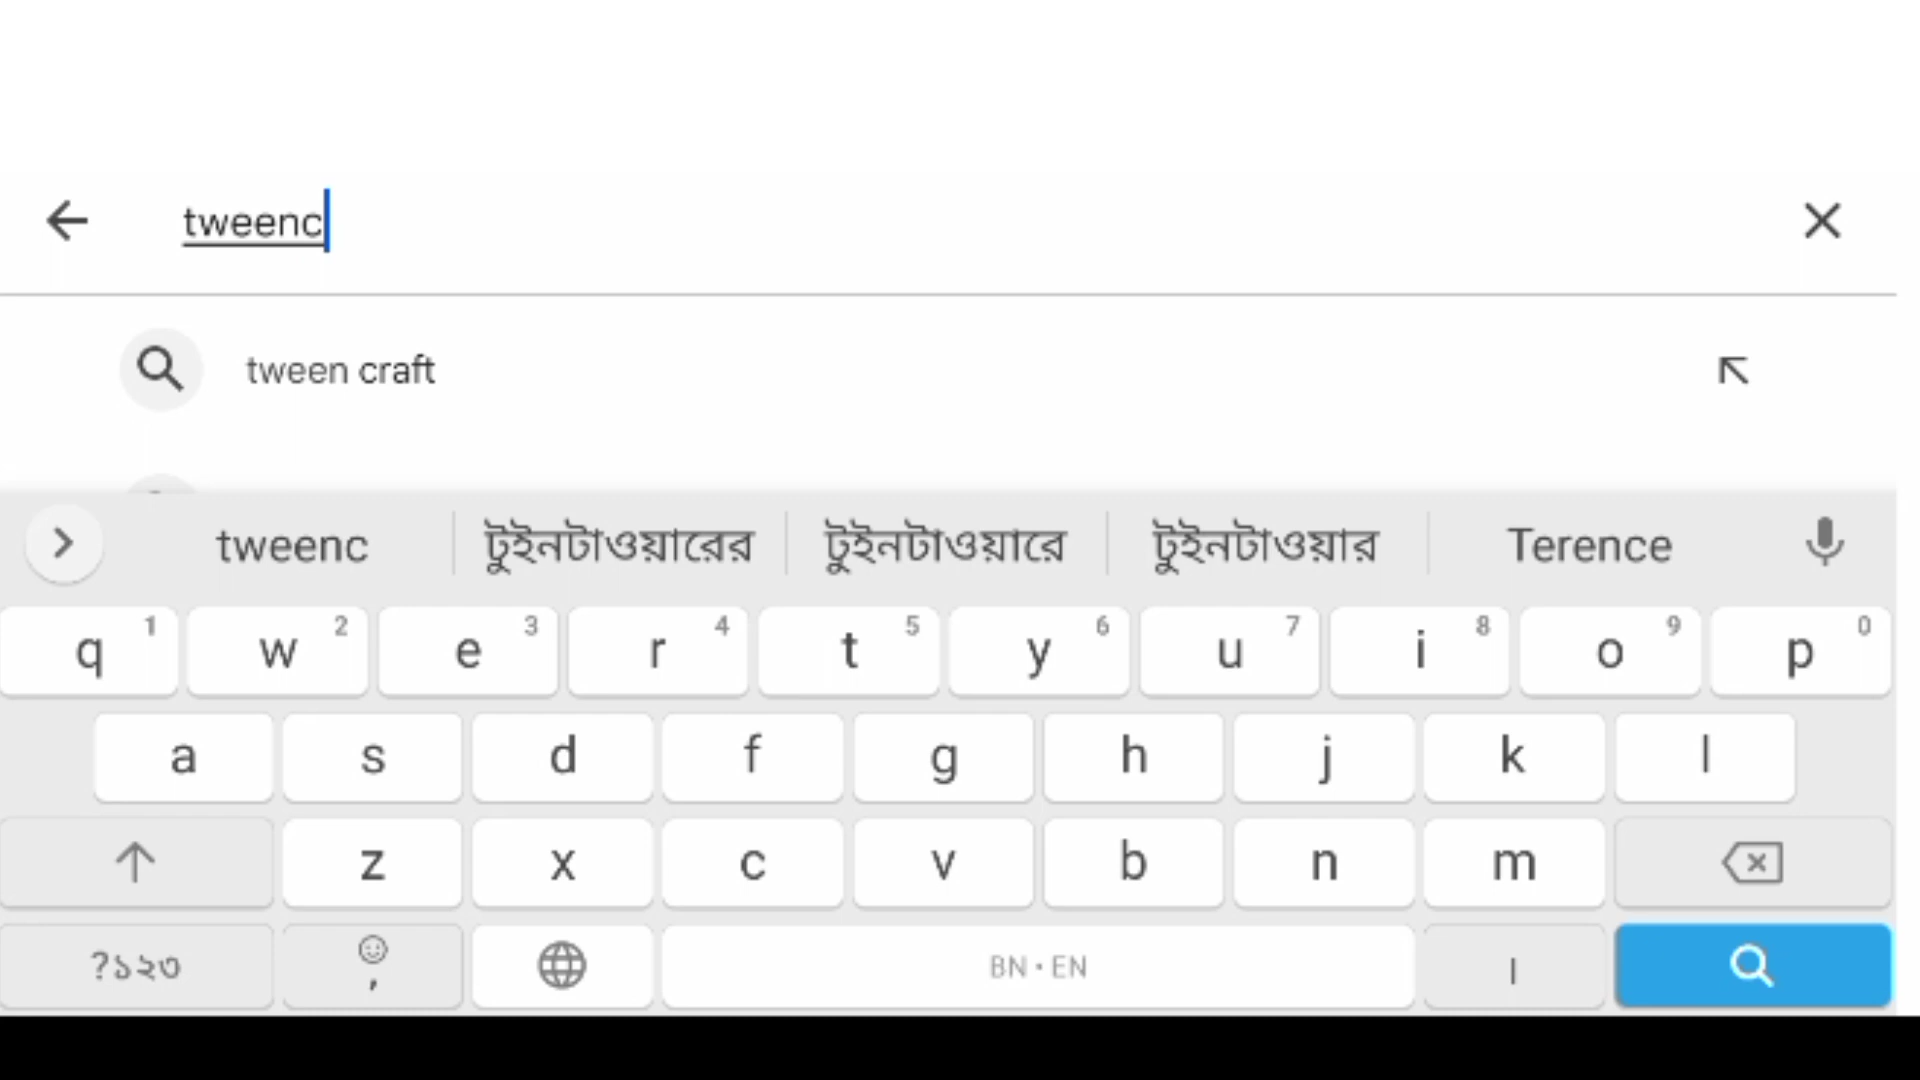 tweenc
tween craft
tweenc টুইনটাওয়ারের টুইনটাওয়ারে টুইনটাওয়ার Terence
q 1 w 2 e 3 r 4 t 5 y 6 u 7 i 8 o 9 p 0
a s d f g h j k l
z x c v b n m
?১২৩ , BN • EN ।